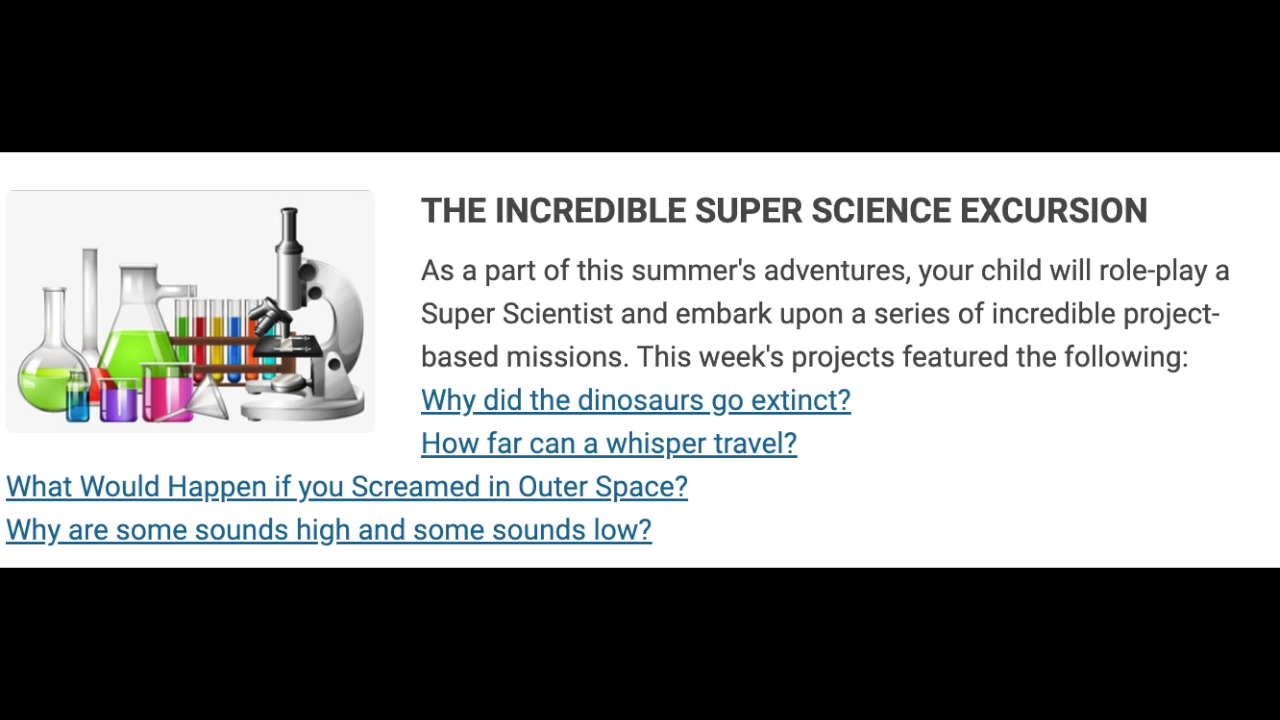 THE INCREDIBLE SUPER SCIENCE EXCURSION
As a part of this summer's adventures, your child will role-play a
Super Scientist and embark upon a series of incredible project-
based missions. This week's projects featured the following:
Why did the dinosaurs go extinct?
How far can a whisper travel?
What Would Happen if you Screamed in Outer Space?
Why are some sounds high and some sounds low?